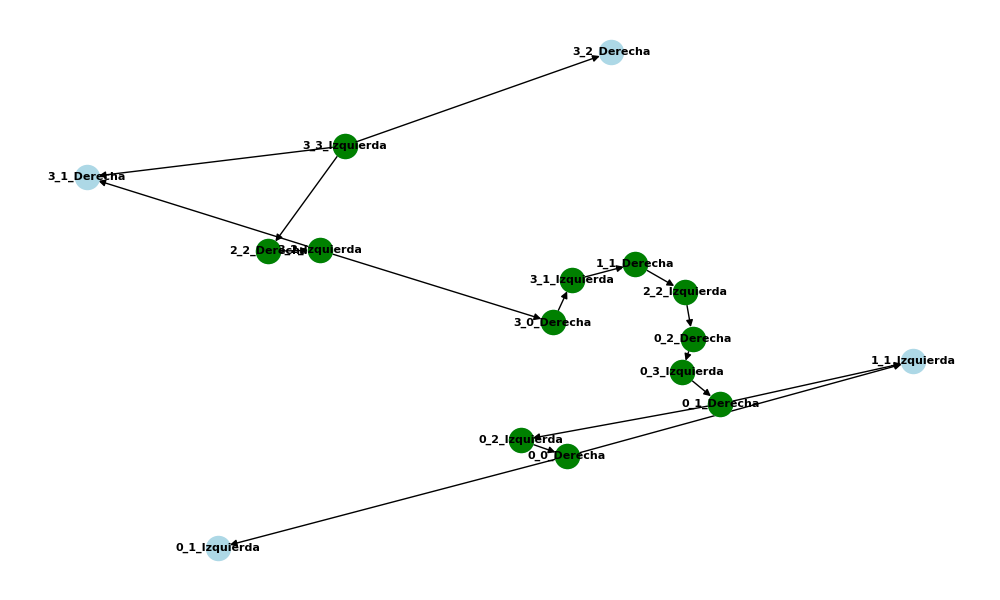 3_2_Derecha
3_3_Izquierda
3_1_Derecha
2_2_Derecha
3_2_Izquierda
1_1_Derecha
3_1_Izquierda
2_2_Izquierda
3_0_Derecha
0_2_Derecha
1_1_Izquierda
0_3_Izquierda
0_1_Derecha
0_2_Izquierda
0_0_Derecha
0_1_Izquierda